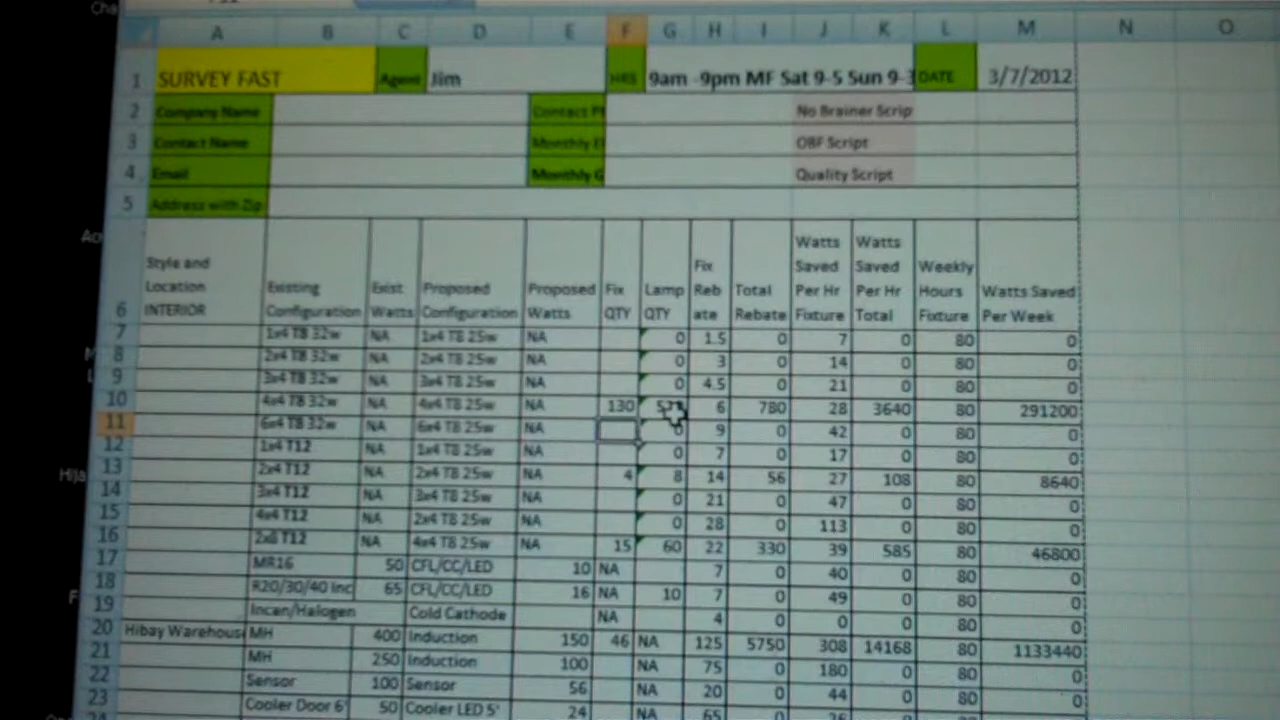 A B C D E F G H I J K L M N O
1 SURVEY FAST Agent Jim HRS 9am -9pm MF Sat 9-5 Sun 9-3 DATE 3/7/2012
2 Company Name Contact No Brainer Scrip
3 Contact Name Monthly OBF Script
4 Email Monthly Quality Script
5 Address with Zip
6 Style and Location INTERIOR Existing Configuration Exist Watts Proposed Configuration Proposed Watts Fix QTY Lamp QTY Fix Reb ate Total Rebate Watts Saved Per Hr Fixture Watts Saved Per Hr Total Weekly Hours Fixture Watts Saved Per Week
7 1x4 T8 32w NA 1x4 T8 25w NA 0 1.5 0 7 0 80 0
8 2x4 T8 32w NA 2x4 T8 25w NA 0 3 0 14 0 80 0
9 3x4 T8 32w NA 3x4 T8 25w NA 0 4.5 0 21 0 80 0
10 4x4 T8 32w NA 4x4 T8 25w NA 130 6 780 28 3640 80 291200
11 6x4 T8 32w NA 6x4 T8 25w NA 0 9 0 42 0 80 0
12 1x4 T12 NA 1x4 T8 25w NA 0 7 0 17 0 80 0
13 2x4 T12 NA 2x4 T8 25w NA 4 8 14 56 27 108 80 8640
14 3x4 T12 NA 3x4 T8 25w NA 0 21 0 47 0 80 0
15 4x4 T12 NA 2x4 T8 25w NA 0 28 0 113 0 80 0
16 2x8 T12 NA 4x4 T8 25w NA 15 60 22 330 39 585 80 46800
17 MR16 50 CFL/CC/LED 10 NA 7 0 40 0 80 0
18 R20/30/40 Inc 65 CFL/CC/LED 16 NA 10 7 0 49 0 80 0
19 Incan/Halogen Cold Cathode NA 4 0 0 0 80 0
20 Hibay Warehous MH 400 Induction 150 46 NA 125 5750 308 14168 80 1133440
21 MH 250 Induction 100 NA 75 0 180 0 80 0
22 Sensor 100 Sensor 56 NA 20 0 44 0 80 0
23 Cooler Door 6' 50 Cooler LED 5' 24 NA 65 0 0 80 0